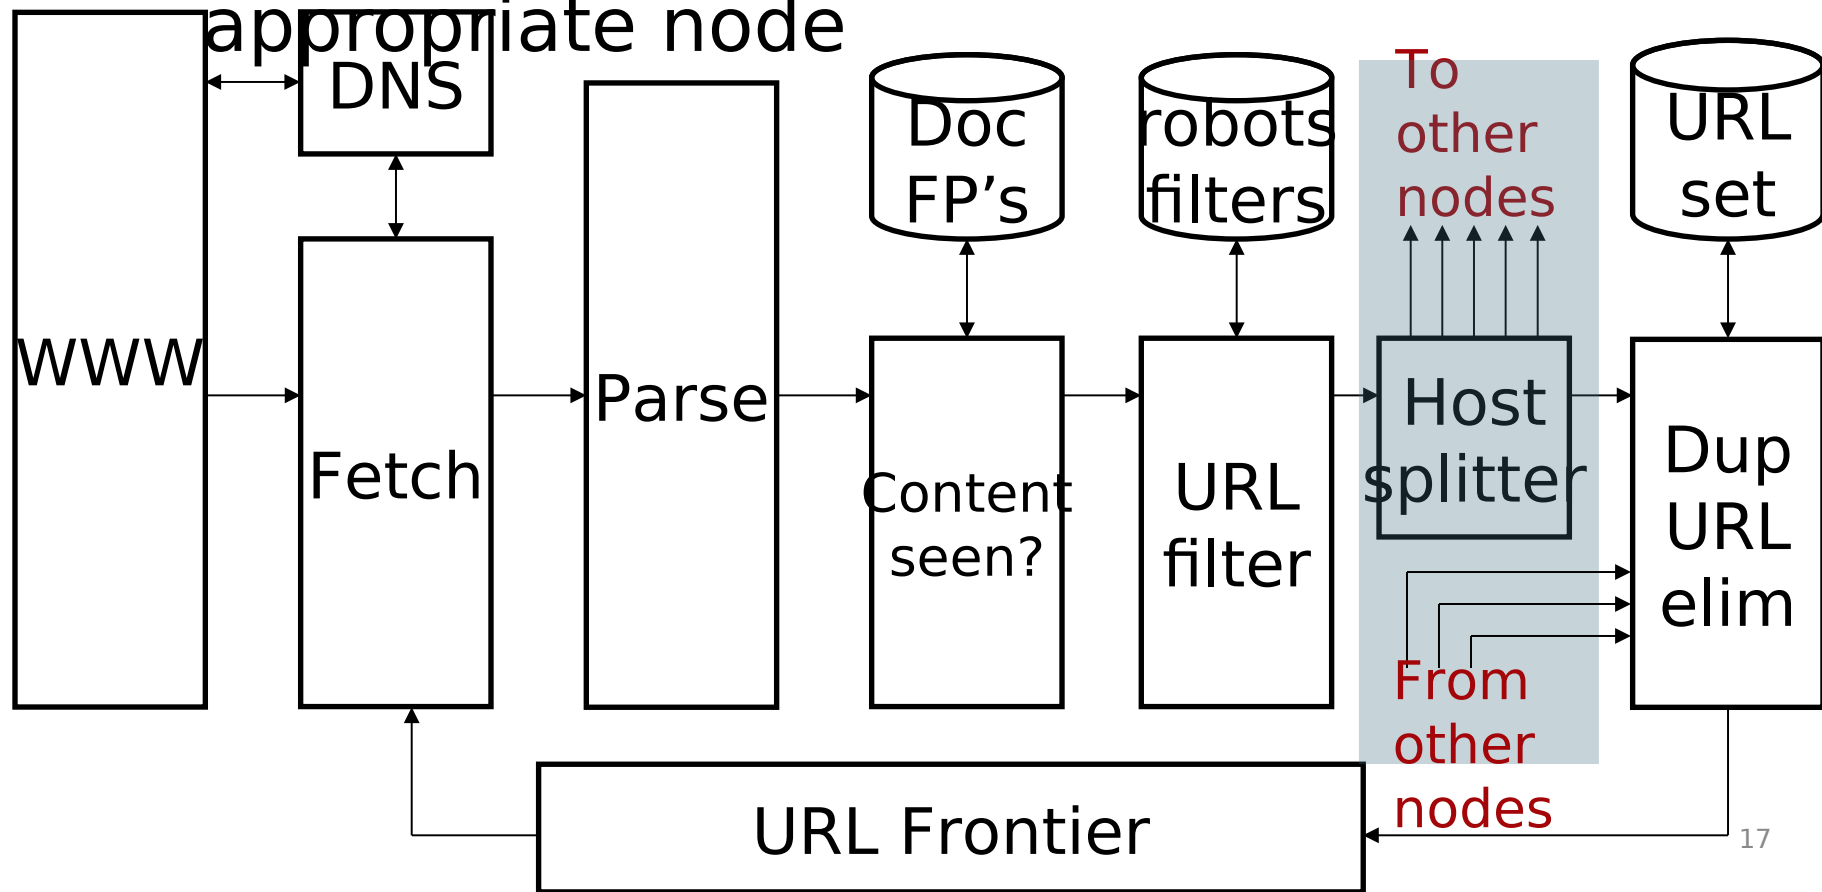 appropriate node
DNS
WWW
Fetch
Parse
Doc
FP’s
Content
seen?
robots
filters
URL
filter
To
other
nodes
Host
splitter
From
other
nodes
URL
set
Dup
URL
elim
URL Frontier
17